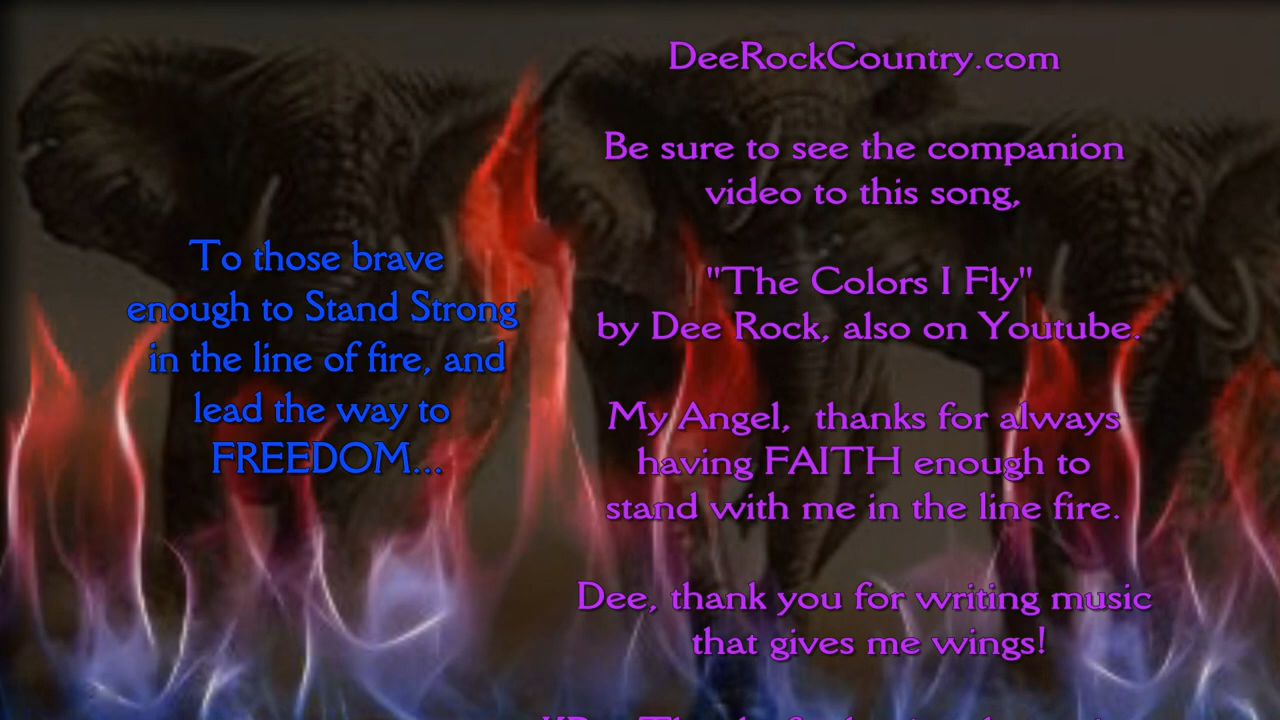 To those brave
enough to Stand Strong
in the line of fire, and
lead the way to
FREEDOM...
DeeRockCountry.com
Be sure to see the companion
video to this song,
"The Colors I Fly"
by Dee Rock, also on Youtube.
My Angel, thanks for always
having FAITH enough to
stand with me in the line fire.
Dee, thank you for writing music
that gives me wings!